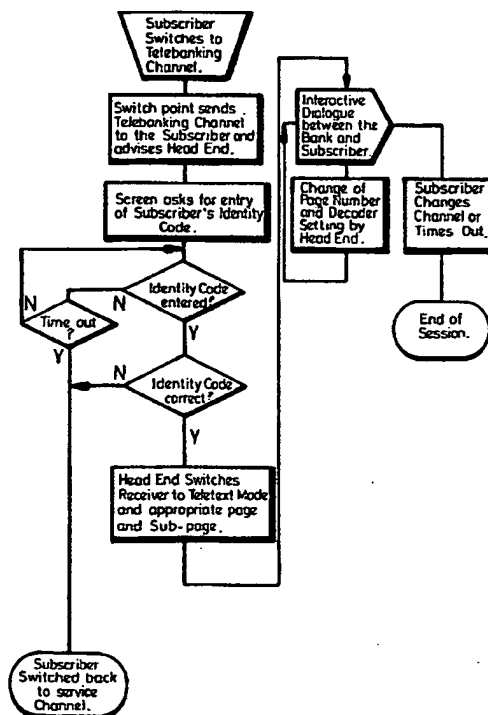 Subscriber
Switches to
Telebanking
Channel.
Switch point sends.
Telebanking Channel
to the Subscriber and
advises Head End.
Screen asks for entry
of Subscriber's Identity
Code.
Identity Code
entered?
N
Y
Time out
?
N
Y
Identity Code
correct?
N
Y
Head End Switches
Receiver to Teletext Mode
and appropriate page
and Sub-page.
Subscriber
Switched back
to service
Channel.
Interactive
Dialogue
between the
Bank and
Subscriber.
Change of
Page Number
and Decoder
Setting by
Head End.
Subscriber
Changes
Channel or
Times Out.
End of
Session.